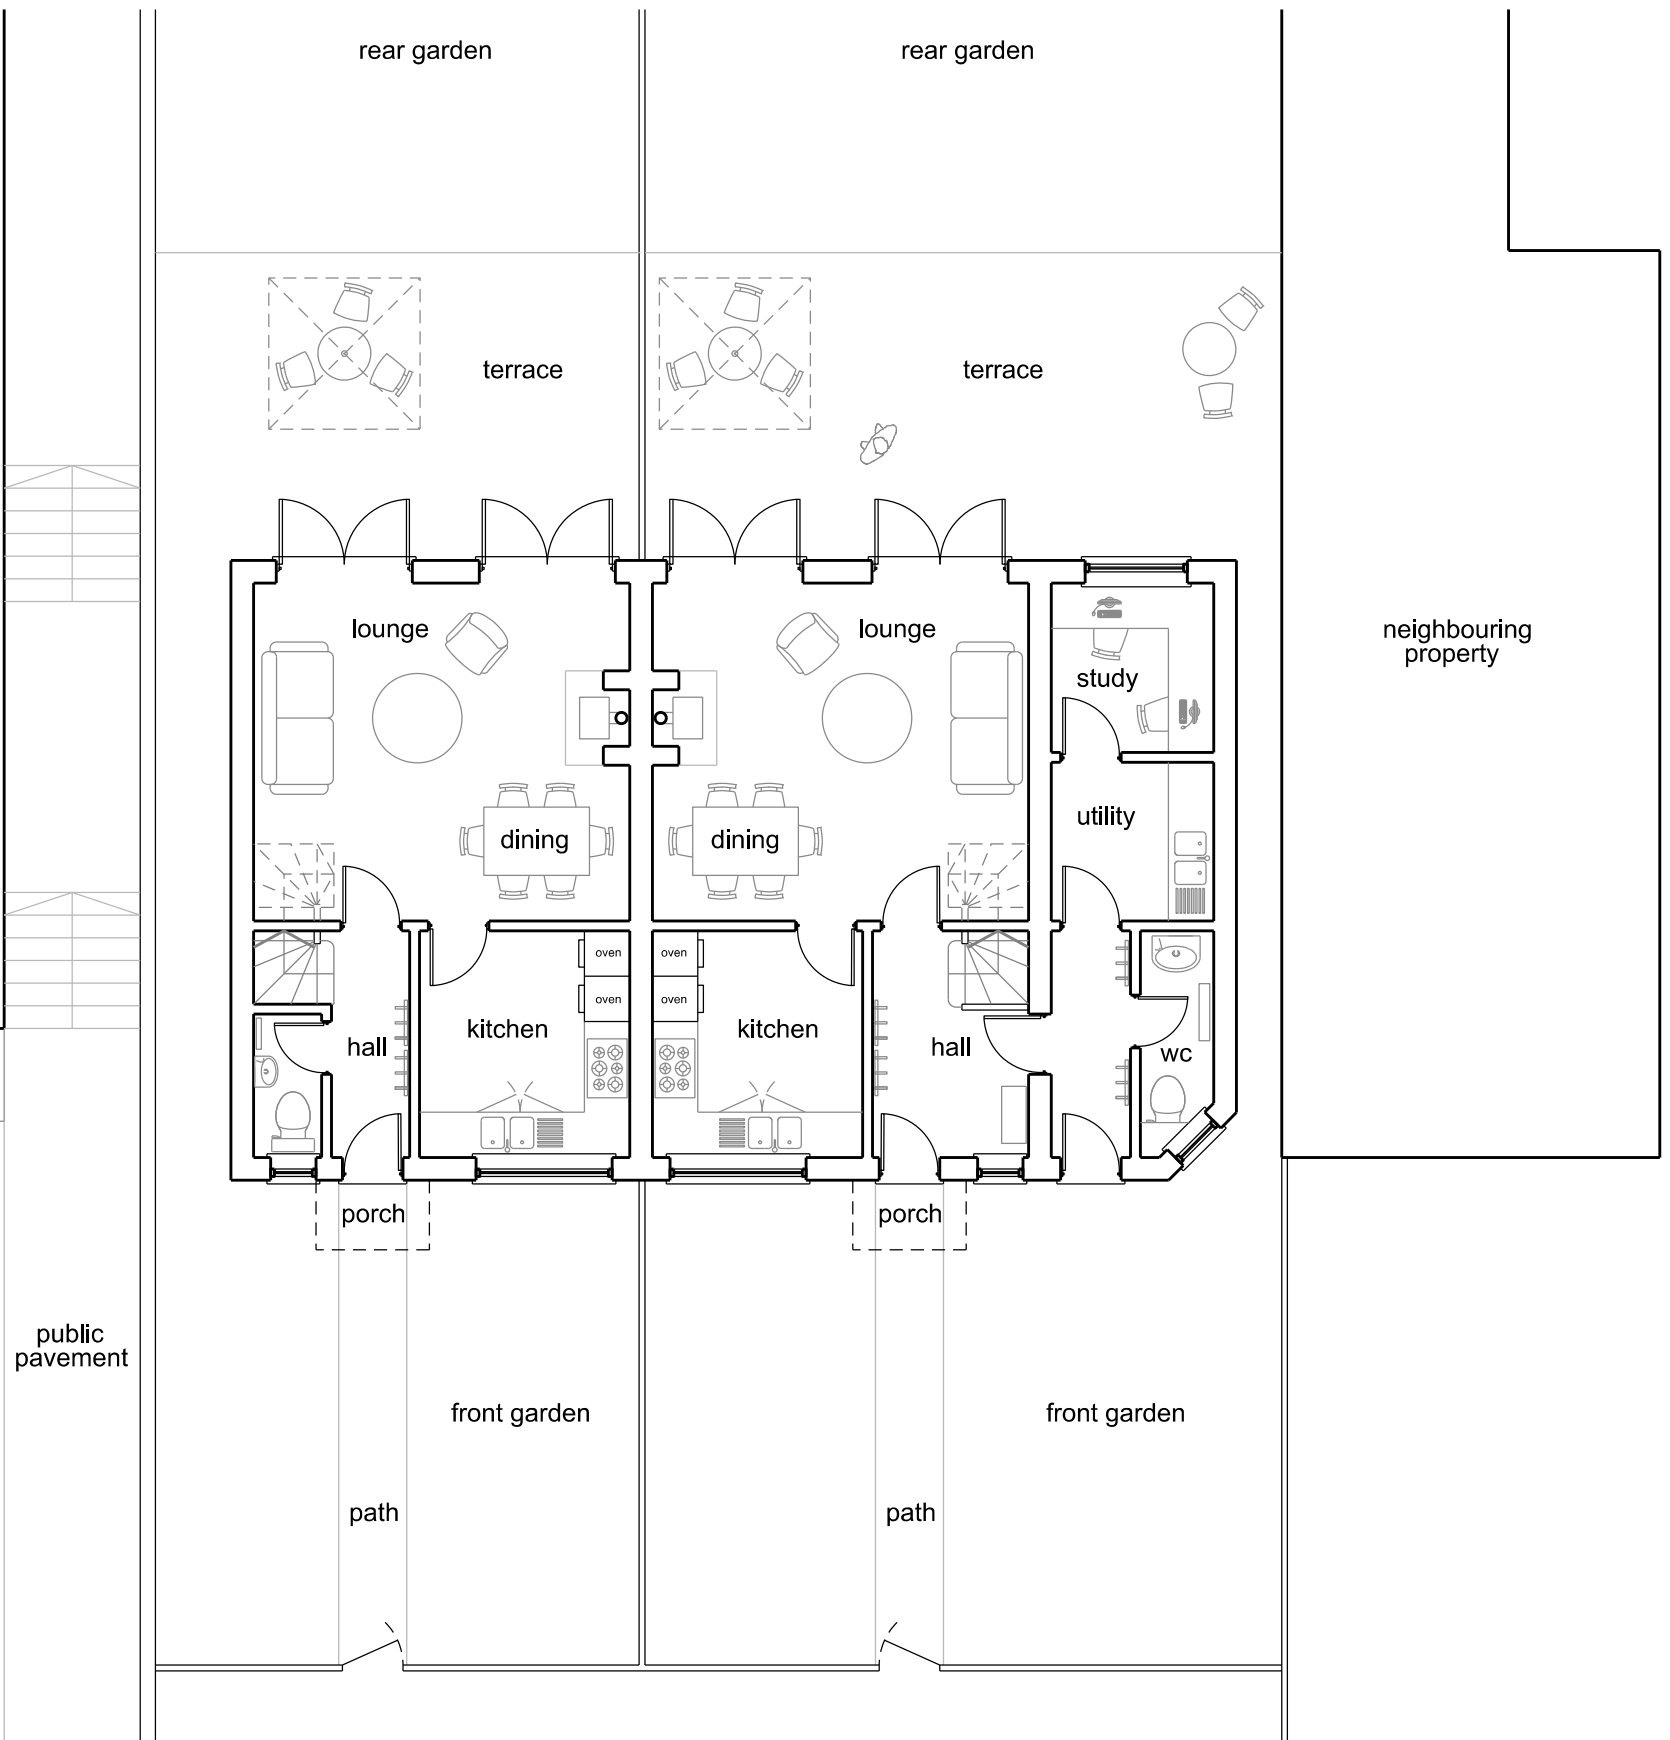 rear garden
rear garden
terrace
terrace
lounge
lounge
neighbouring
property
study
utility
dining
dining
oven
oven
oven
oven
kitchen
kitchen
hall
hall
wc
porch
porch
public
pavement
front garden
front garden
path
path